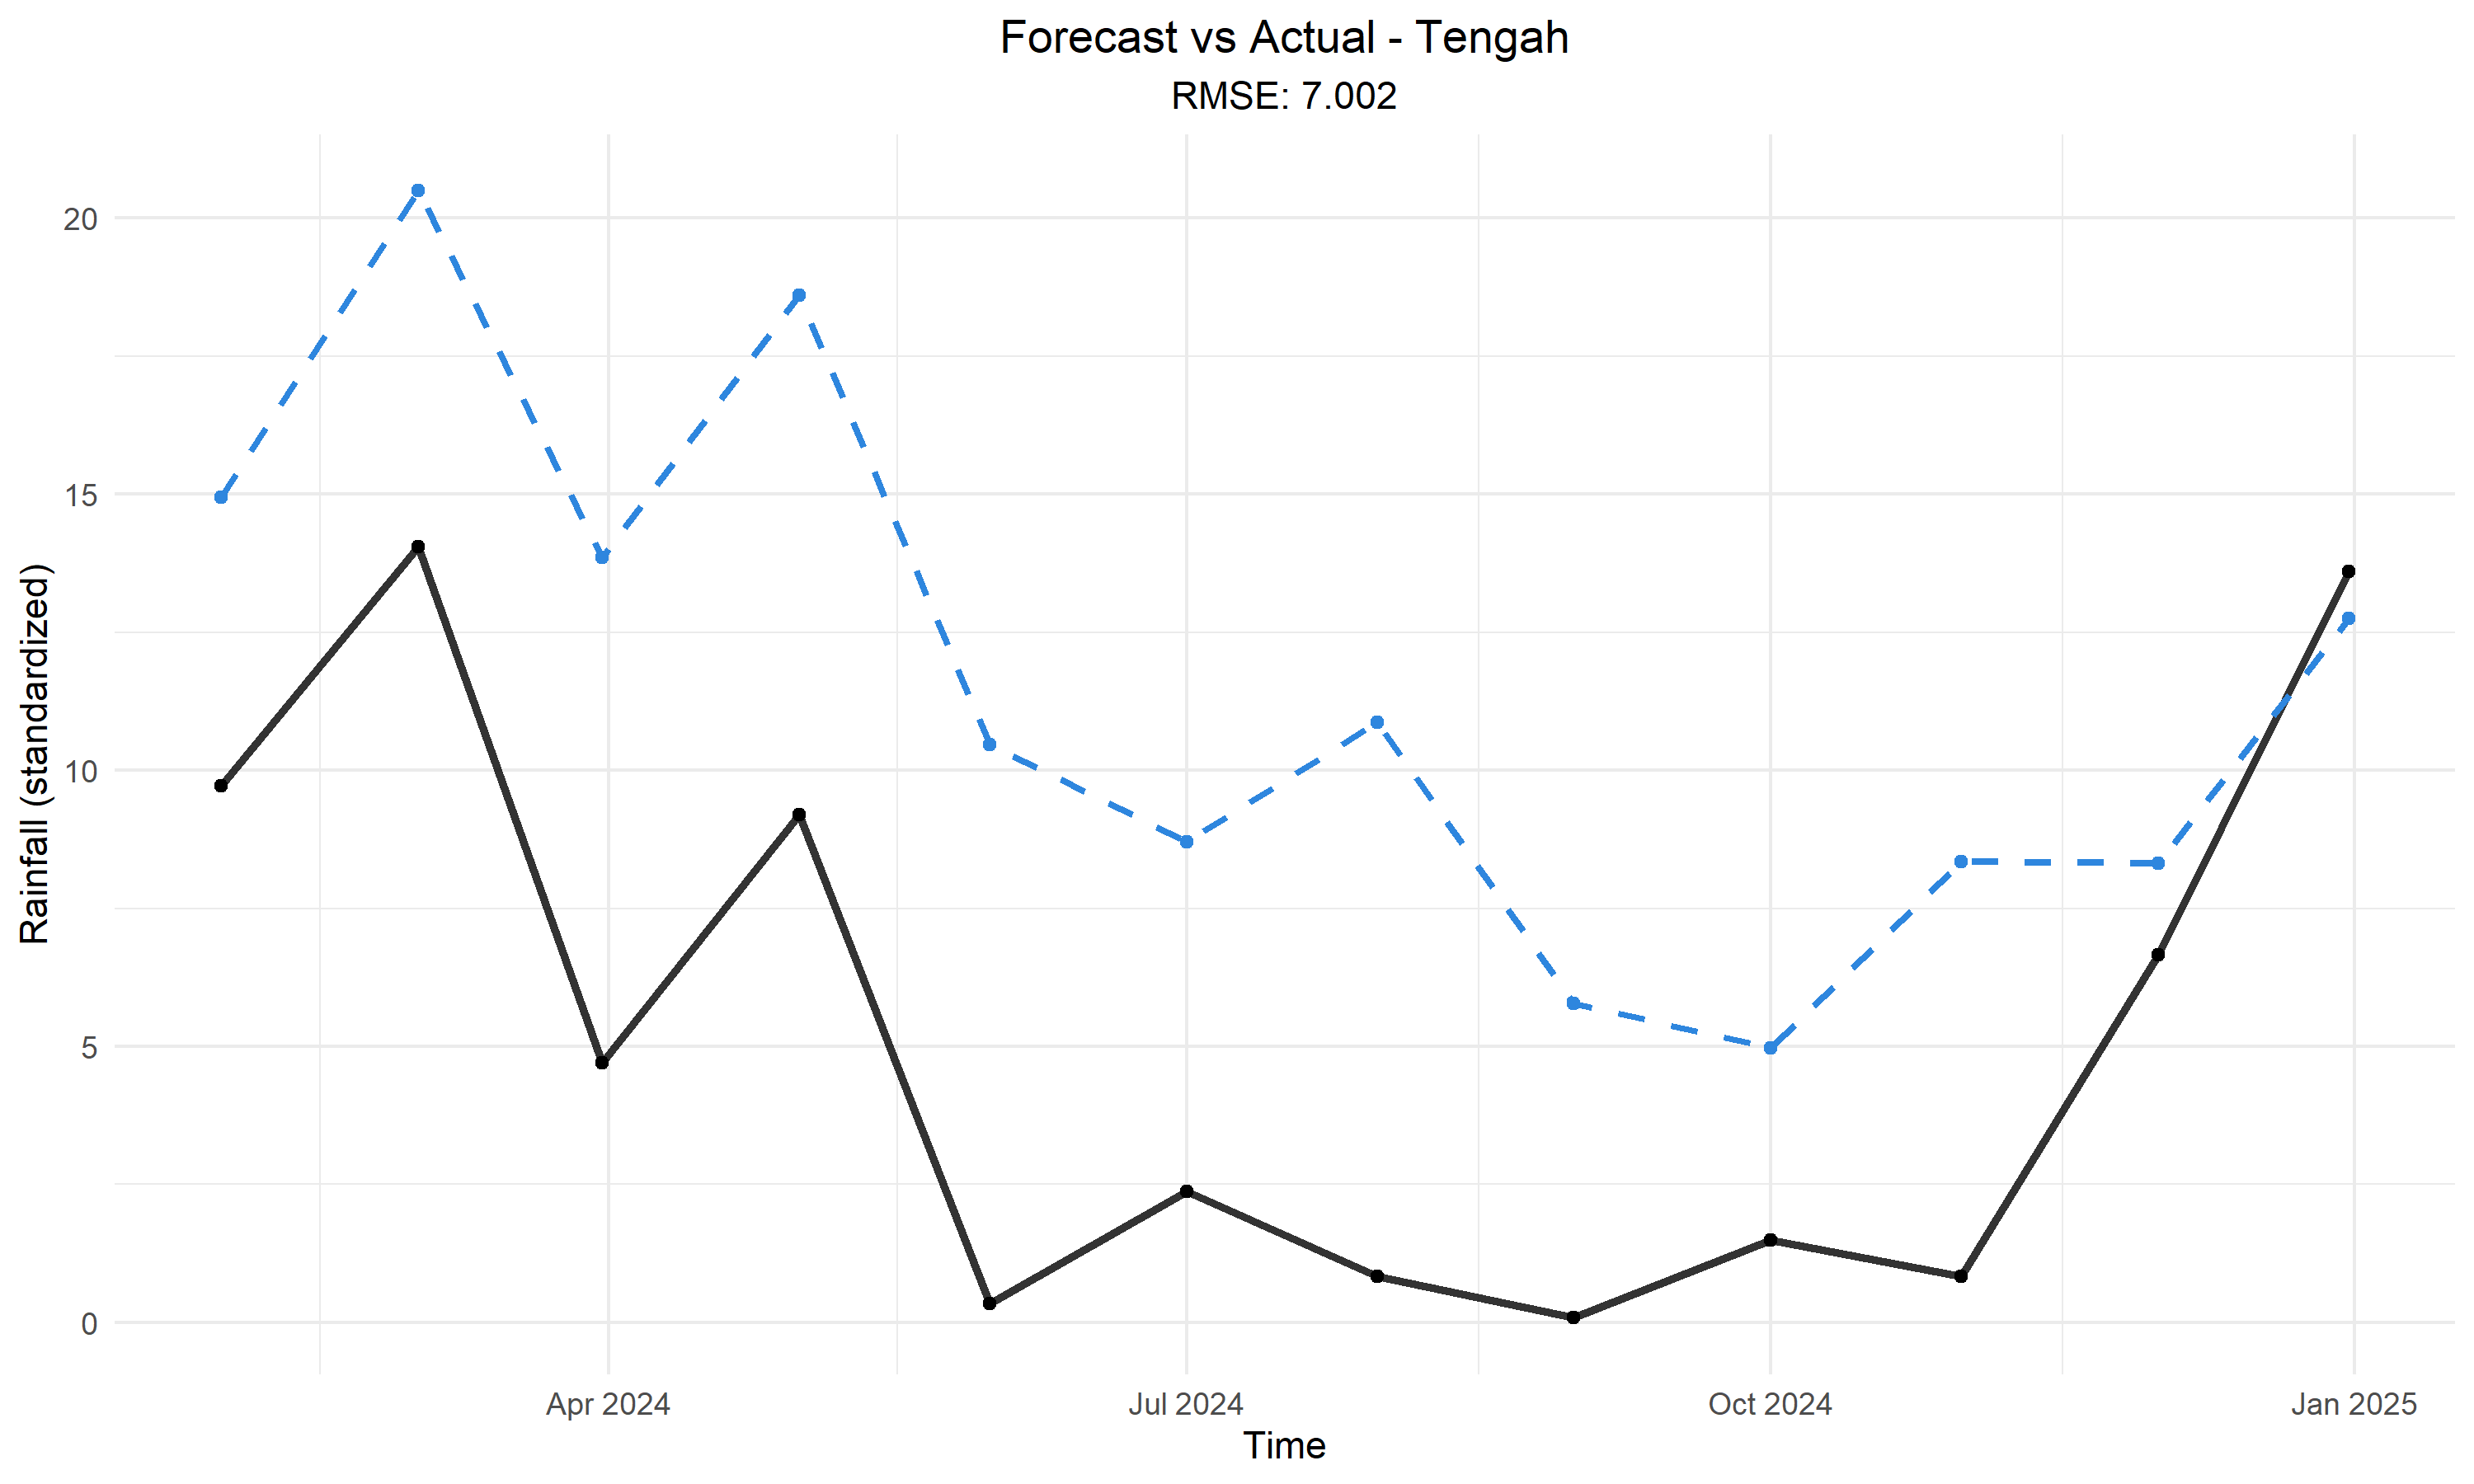 Forecast vs Actual - Tengah
RMSE: 7.002
Rainfall (standardized)
20
15
10
5
0
Apr 2024
Jul 2024
Oct 2024
Jan 2025
Time